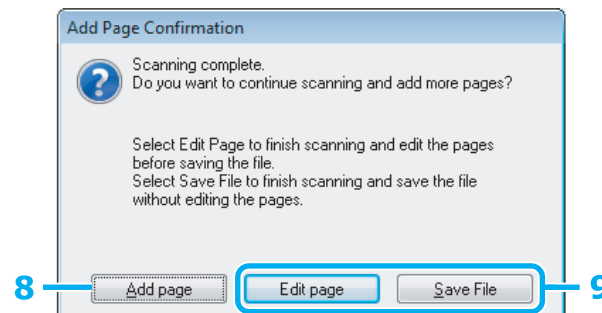 Add Page Confirmation
Scanning complete.
Do you want to continue scanning and add more pages?
Select Edit Page to finish scanning and edit the pages
before saving the file.
Select Save File to finish scanning and save the file
without editing the pages.
8 Add page Edit page Save File 9